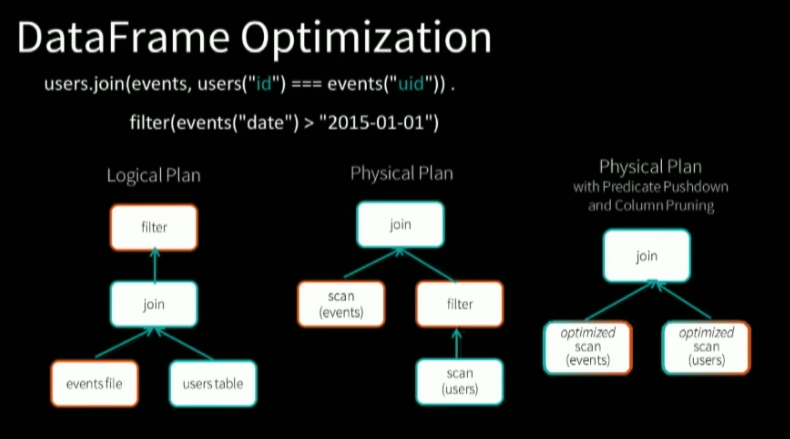 DataFrame Optimization
users.join(events, users("id") === events("uid")) .
filter(events("date") > "2015-01-01")
Logical Plan
filter
join
events file
users table
Physical Plan
join
scan
(events)
filter
scan
(users)
Physical Plan
with Predicate Pushdown
and Column Pruning
join
optimized
scan
(events)
optimized
scan
(users)